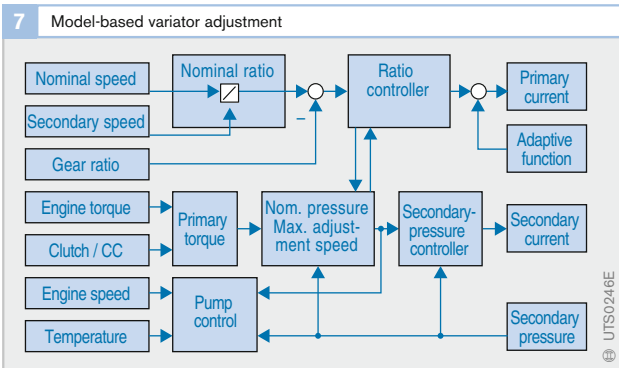 7 Model-based variator adjustment
Nominal speed
Nominal ratio
Ratio
controller
Primary
current
Secondary speed
–
Adaptive
function
Gear ratio
Engine torque
Primary
torque
Nom. pressure
Max. adjust-
ment speed
Secondary-
pressure
controller
Secondary
current
Clutch / CC
Engine speed
Pump
control
Temperature
Secondary
pressure
UTS0246E